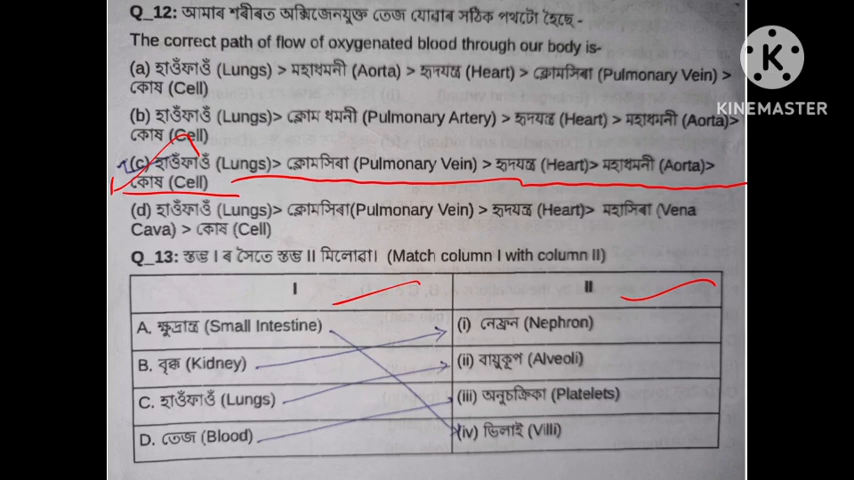 Q_12: আমাৰ শৰীৰত অক্সিজেনযুক্ত তেজ যোৱাৰ সঠিক পথটো হৈছে -
The correct path of flow of oxygenated blood through our body is-
(a) হাওঁফাওঁ (Lungs) > মহাধমনী (Aorta) > হৃদযন্ত্ৰ (Heart) > ক্লোমসিৰা (Pulmonary Vein) >
কোষ (Cell)
(b) হাওঁফাওঁ (Lungs)> ক্লোম ধমনী (Pulmonary Artery) > হৃদযন্ত্ৰ (Heart) > মহাধমনী (Aorta)>
কোষ (Cell)
(c) হাওঁফাওঁ (Lungs)> ক্লোমসিৰা (Pulmonary Vein) > হৃদযন্ত্ৰ (Heart)> মহাধমনী (Aorta)>
কোষ (Cell)
(d) হাওঁফাওঁ (Lungs)> ক্লোমসিৰা(Pulmonary Vein) > হৃদযন্ত্ৰ (Heart)> মহাসিৰা (Vena
Cava) > কোষ (Cell)
Q_13: স্তম্ভ I ৰ সৈতে স্তম্ভ II মিলোৱা। (Match column I with column II)
I II
A. ক্ষুদ্ৰান্ত্ৰ (Small Intestine) (i) নেফ্ৰন (Nephron)
B. বৃক্ক (Kidney) (ii) বায়ুকূপ (Alveoli)
C. হাওঁফাওঁ (Lungs) (iii) অনুচক্ৰিকা (Platelets)
D. তেজ (Blood) (iv) ভিলাই (Villi)
K
KINEMASTER